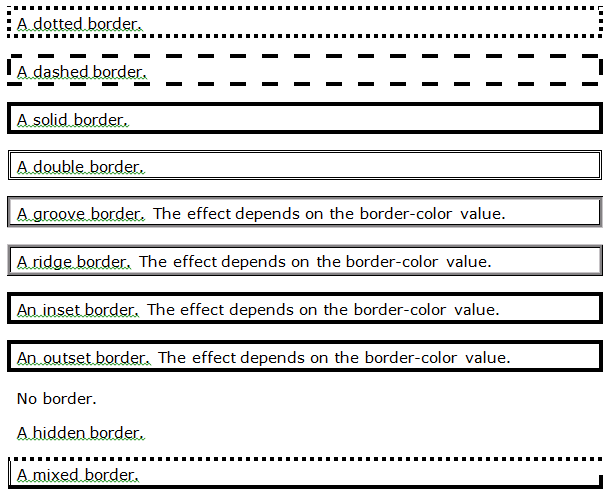 A dotted border.
A dashed border.
A solid border.
A double border.
A groove border. The effect depends on the border-color value.
A ridge border. The effect depends on the border-color value.
An inset border. The effect depends on the border-color value.
An outset border. The effect depends on the border-color value.
No border.
A hidden border.
A mixed border.